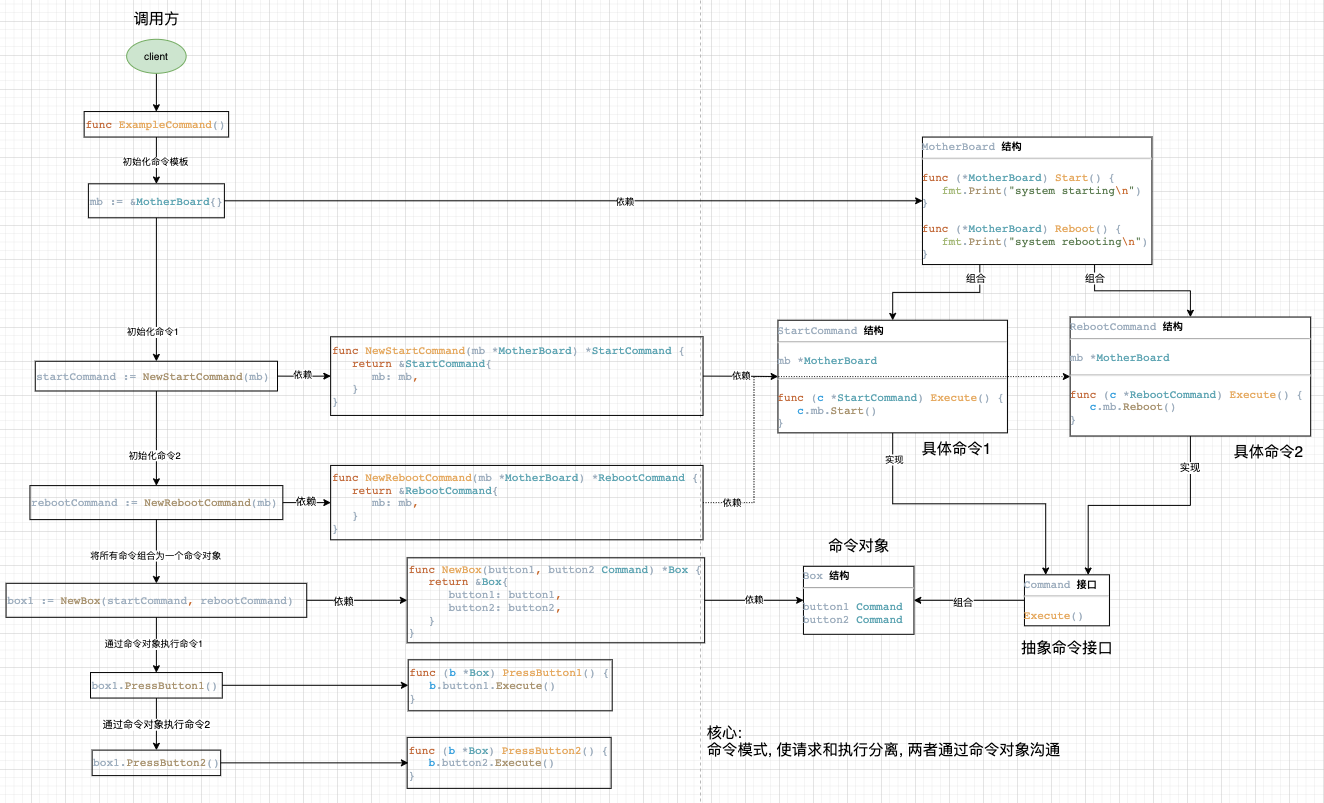 调用方
client
func ExampleCommand()
初始化命令模板
mb := &MotherBoard{}
依赖
MotherBoard 结构
func (*MotherBoard) Start() {
fmt.Print("system starting\n")
}
func (*MotherBoard) Reboot() {
fmt.Print("system rebooting\n")
}
组合
组合
初始化命令1
startCommand := NewStartCommand(mb)
依赖
func NewStartCommand(mb *MotherBoard) *StartCommand {
return &StartCommand{
mb: mb,
}
}
依赖
StartCommand 结构
mb *MotherBoard
func (c *StartCommand) Execute() {
c.mb.Start()
}
具体命令1
RebootCommand 结构
mb *MotherBoard
func (c *RebootCommand) Execute() {
c.mb.Reboot()
}
具体命令2
实现
实现
初始化命令2
rebootCommand := NewRebootCommand(mb)
依赖
func NewRebootCommand(mb *MotherBoard) *RebootCommand {
return &RebootCommand{
mb: mb,
}
}
依赖
将所有命令组合为一个命令对象
box1 := NewBox(startCommand, rebootCommand)
依赖
func NewBox(button1, button2 Command) *Box {
return &Box{
button1: button1,
button2: button2,
}
}
依赖
命令对象
Box 结构
button1 Command
button2 Command
组合
Command 接口
Execute()
抽象命令接口
通过命令对象执行命令1
box1.PressButton1()
func (b *Box) PressButton1() {
b.button1.Execute()
}
通过命令对象执行命令2
box1.PressButton2()
func (b *Box) PressButton2() {
b.button2.Execute()
}
核心:
命令模式, 使请求和执行分离, 两者通过命令对象沟通